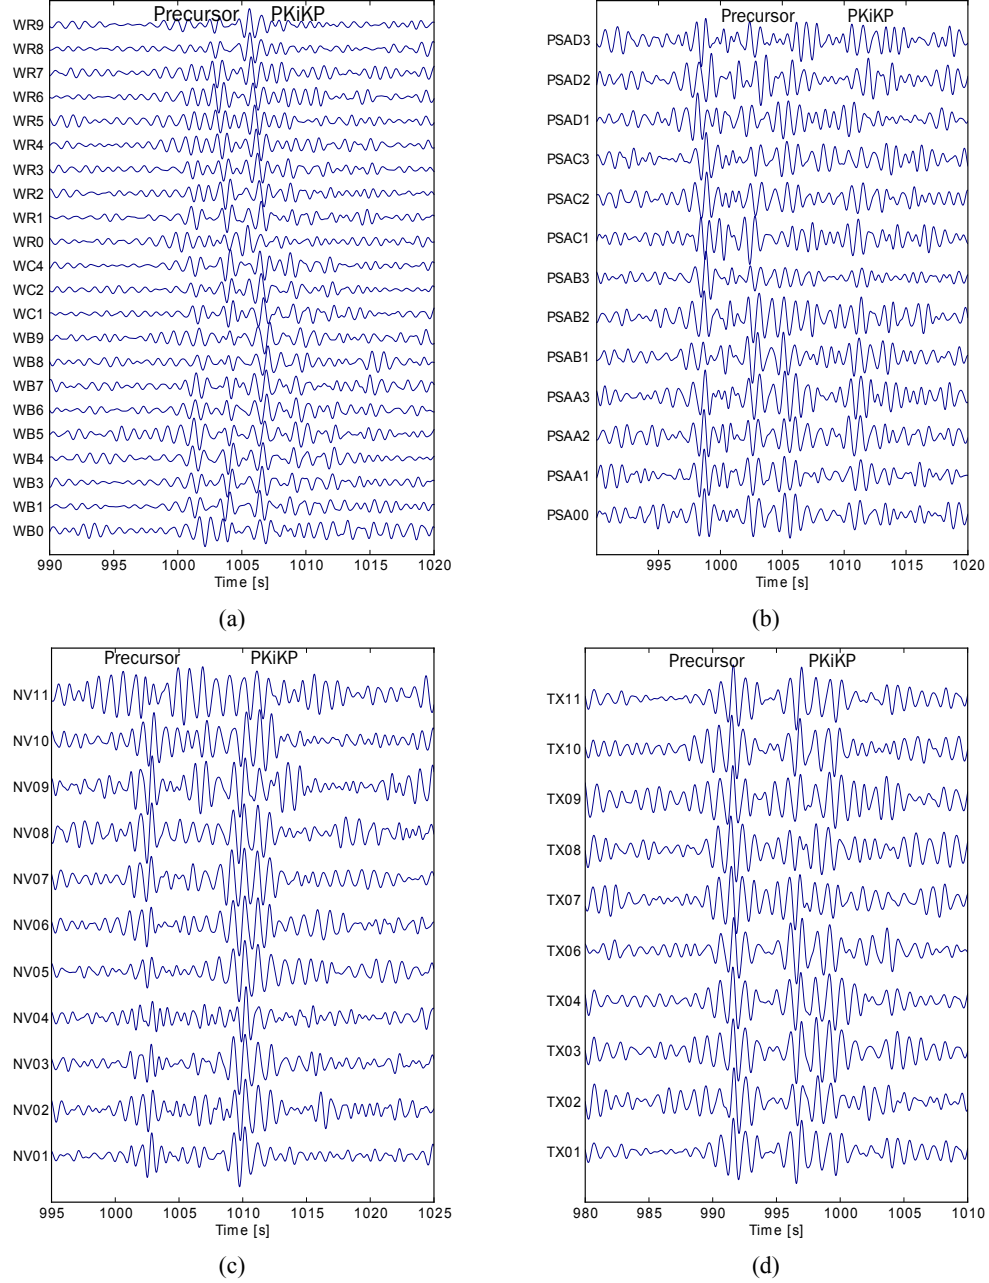 Precursor PKiKP
WR9
WR8
WR7
WR6
WR5
WR4
WR3
WR2
WR1
WR0
WC4
WC2
WC1
WB9
WB8
WB7
WB6
WB5
WB4
WB3
WB1
WB0
990 995 1000 1005 1010 1015 1020
Time [s]
(a)
Precursor PKiKP
PSAD3
PSAD2
PSAD1
PSAC3
PSAC2
PSAC1
PSAB3
PSAB2
PSAB1
PSAA3
PSAA2
PSAA1
PSA00
995 1000 1005 1010 1015 1020
Time [s]
(b)
Precursor PKiKP
NV11
NV10
NV09
NV08
NV07
NV06
NV05
NV04
NV03
NV02
NV01
995 1000 1005 1010 1015 1020 1025
Time [s]
(c)
Precursor PKiKP
TX11
TX10
TX09
TX08
TX07
TX06
TX04
TX03
TX02
TX01
980 985 990 995 1000 1005 1010
Time [s]
(d)